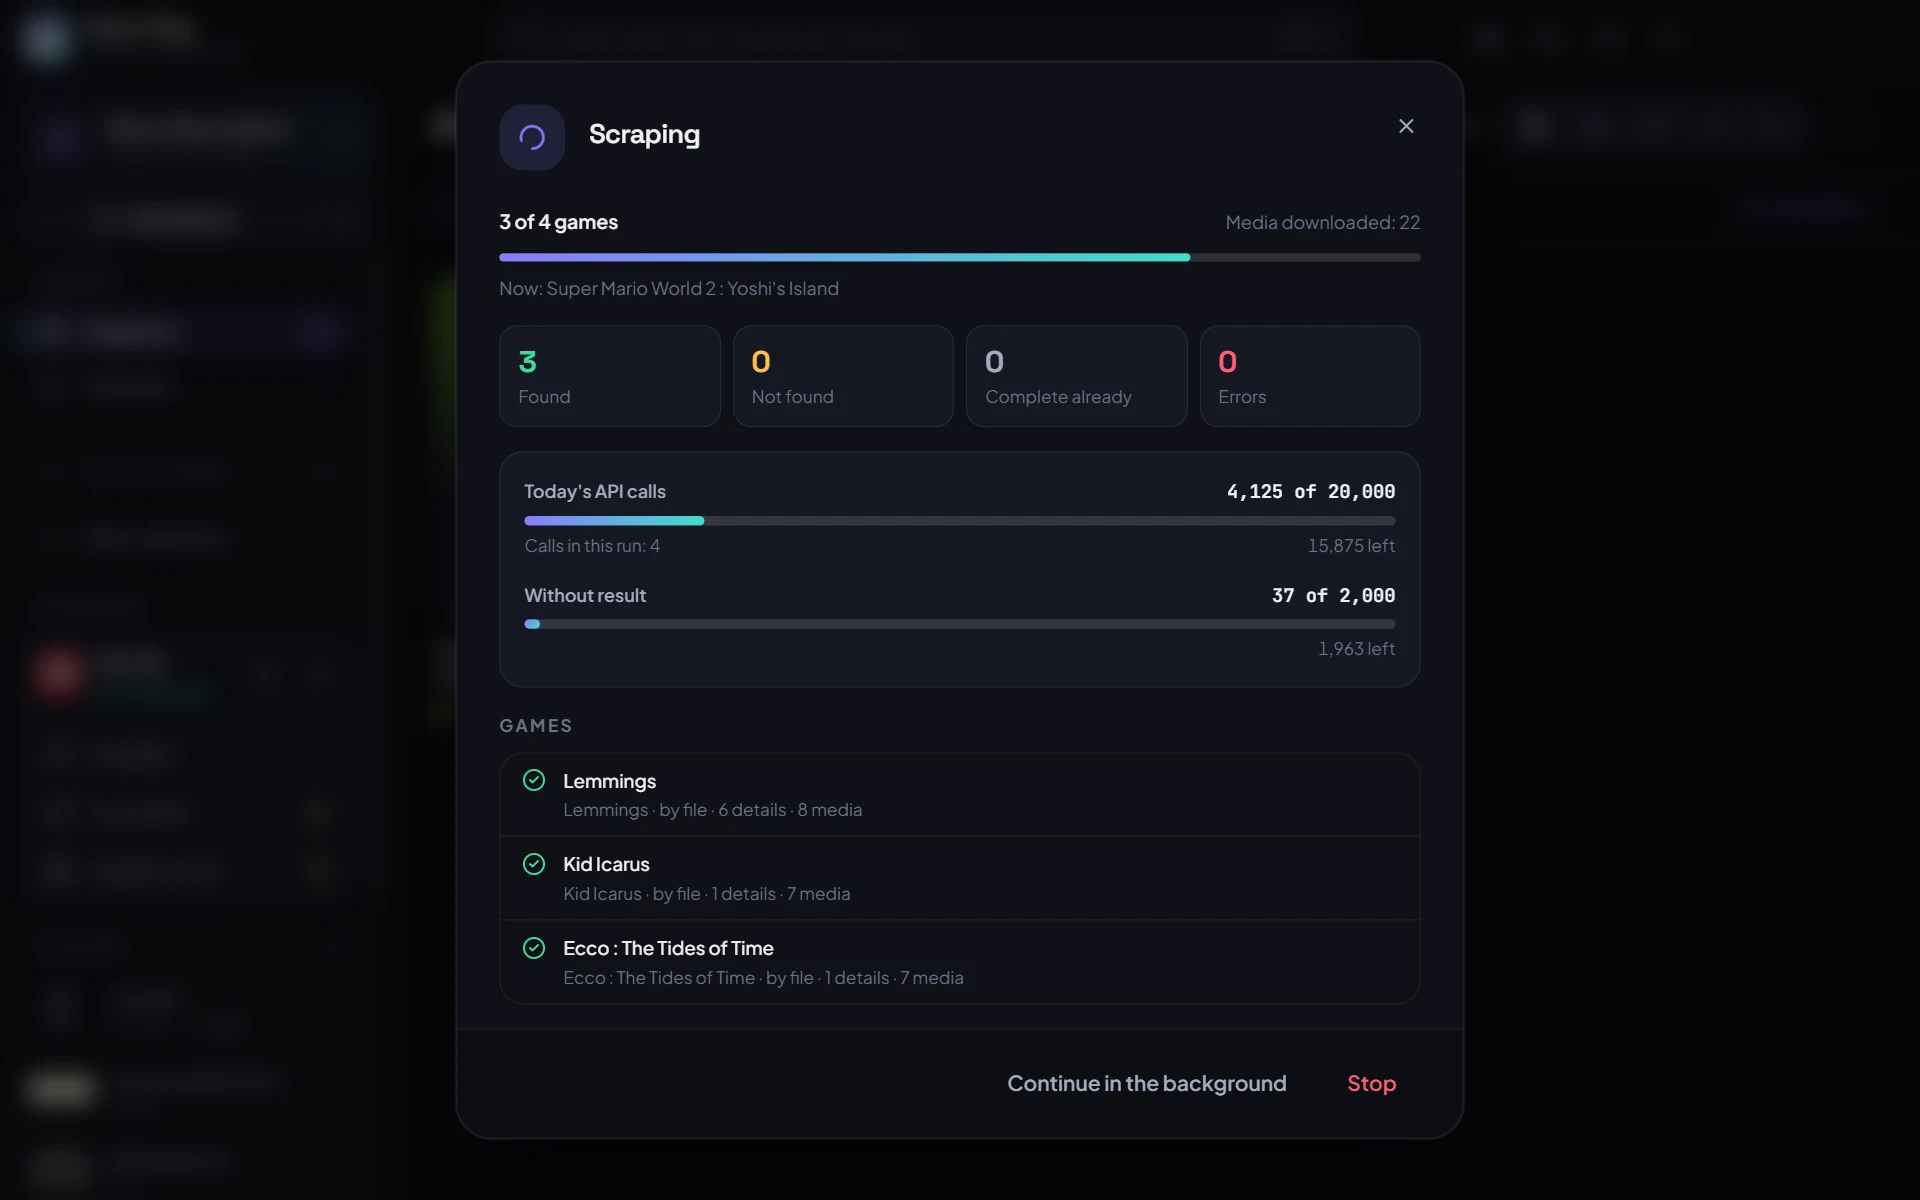 Scraping
3 of 4 games
Media downloaded: 22
Now: Super Mario World 2 : Yoshi's Island
3
Found
0
Not found
0
Complete already
0
Errors
Today's API calls
4,125 of 20,000
Calls in this run: 4
15,875 left
Without result
37 of 2,000
1,963 left
GAMES
Lemmings
Lemmings · by file · 6 details · 8 media
Kid Icarus
Kid Icarus · by file · 1 details · 7 media
Ecco : The Tides of Time
Ecco : The Tides of Time · by file · 1 details · 7 media
Continue in the background
Stop